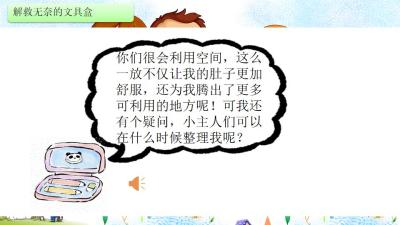 解救无奈的文具盒
你们很会利用空间，这么
一放不仅让我的肚子更加
舒服，还为我腾出了更多
可利用的地方呢！可我还
有个疑问，小主人们可以
在什么时候整理我呢？